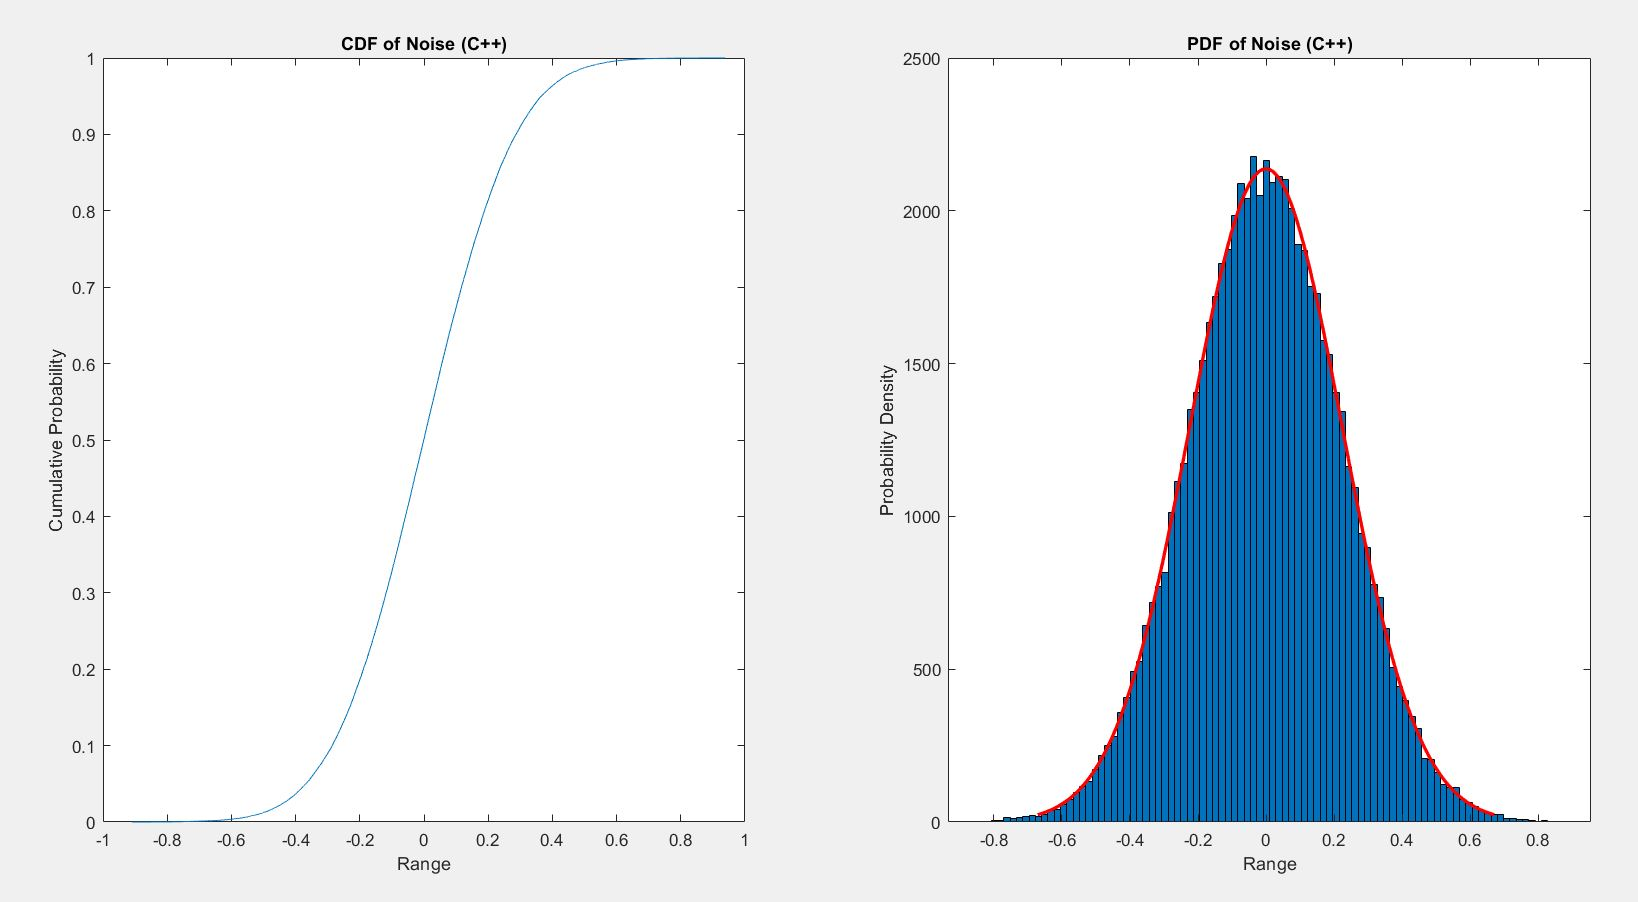 CDF of Noise (C++)
1
0.9
0.8
0.7
0.6
0.5
0.4
0.3
0.2
0.1
0
Cumulative Probability
-1 -0.8 -0.6 -0.4 -0.2 0 0.2 0.4 0.6 0.8 1
Range
PDF of Noise (C++)
2500
2000
1500
1000
500
0
Probability Density
-0.8 -0.6 -0.4 -0.2 0 0.2 0.4 0.6 0.8
Range